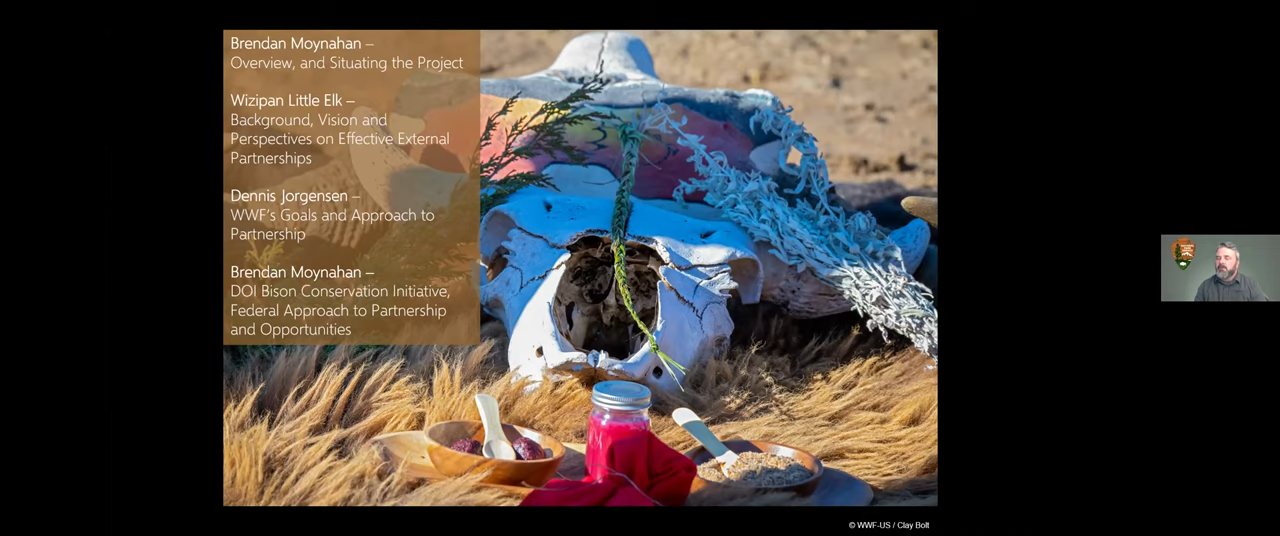 Brendan Moynahan –
Overview, and Situating the Project
Wizipan Little Elk –
Background, Vision and
Perspectives on Effective External
Partnerships
Dennis Jorgensen –
WWF's Goals and Approach to
Partnership
Brendan Moynahan –
DOI Bison Conservation Initiative,
Federal Approach to Partnership
and Opportunities
© WWF-US / Clay Bolt